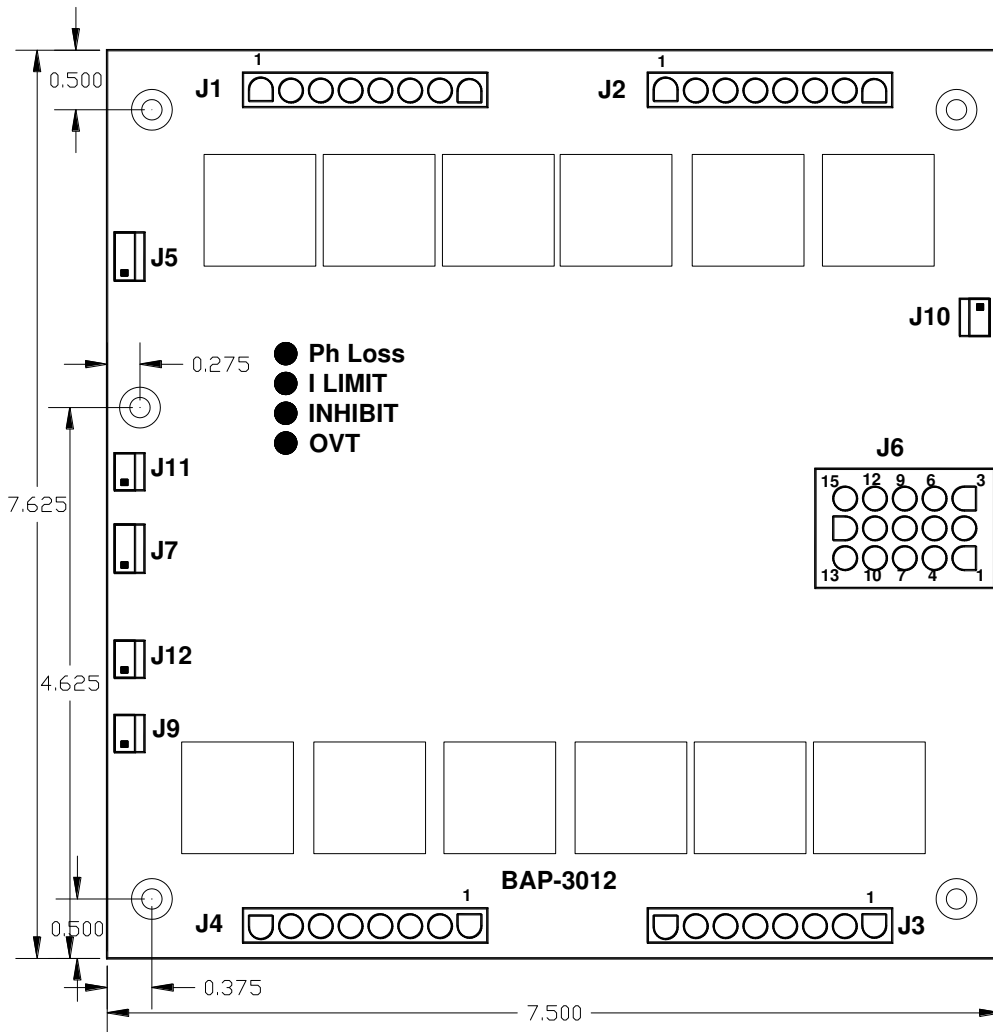 0.500
J1
1
J2
1
J5
J10
0.275
Ph Loss
I LIMIT
INHIBIT
OVT
J6
J11
15 12 9 6 3
7.625
J7
13 10 7 4 1
J12
4.625
J9
BAP-3012
J4
1
1
J3
0.500
0.375
7.500